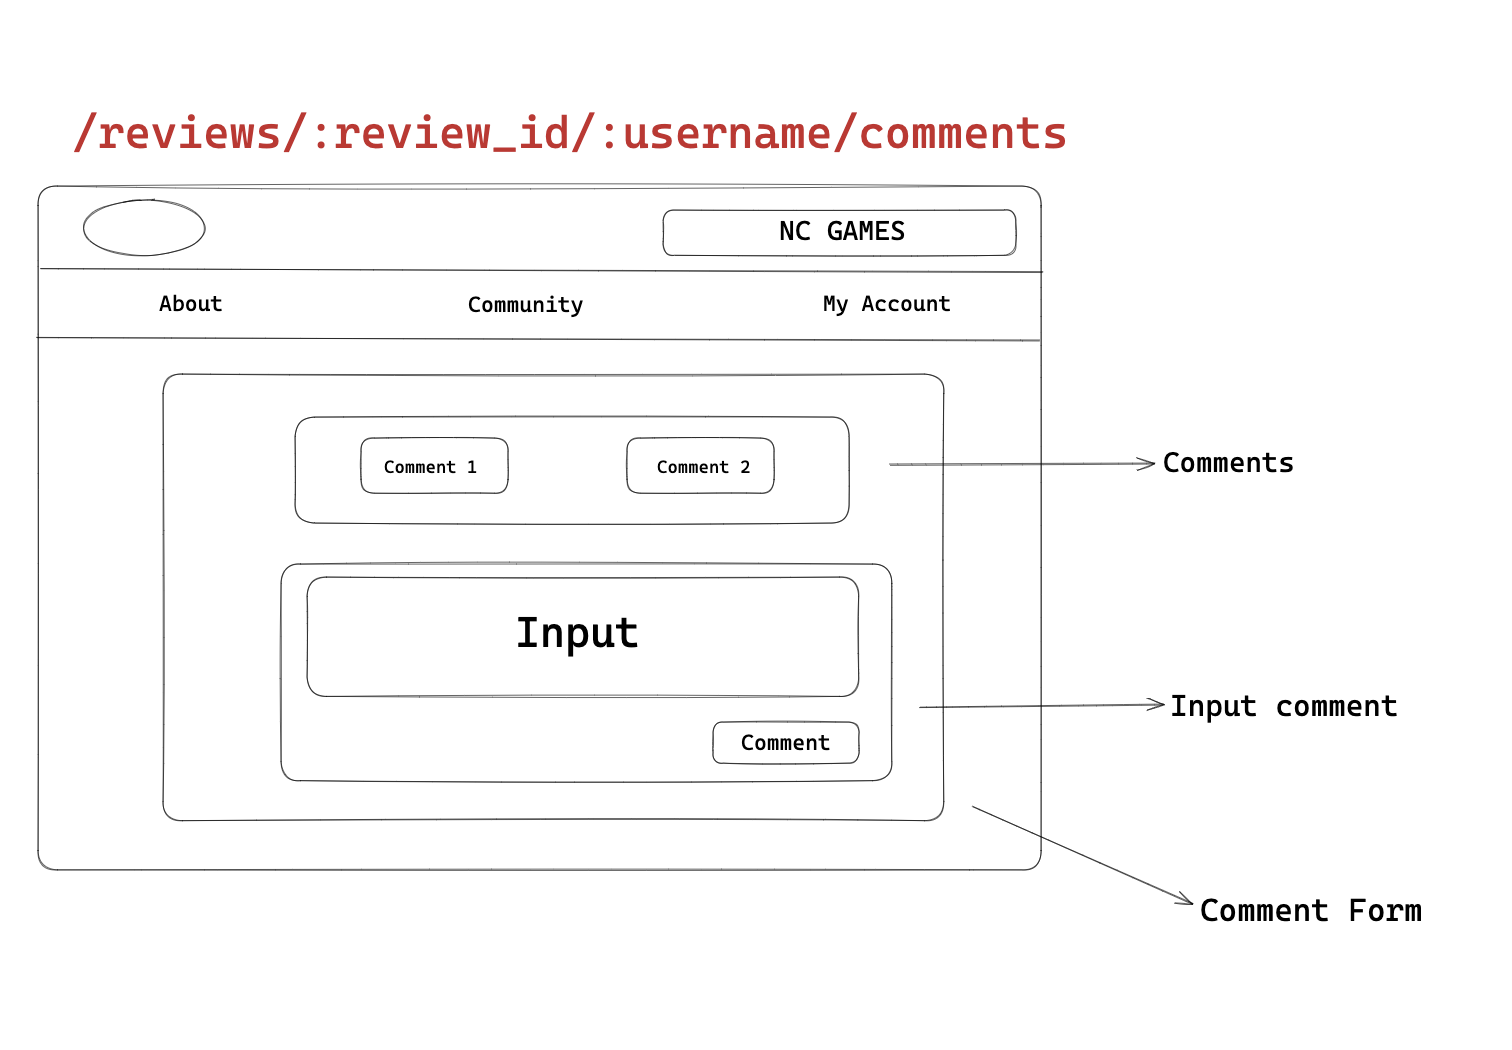 /reviews/:review_id/:username/comments
NC GAMES
About Community My Account
Comment 1 Comment 2
Comments
Input
Input comment
Comment
Comment Form